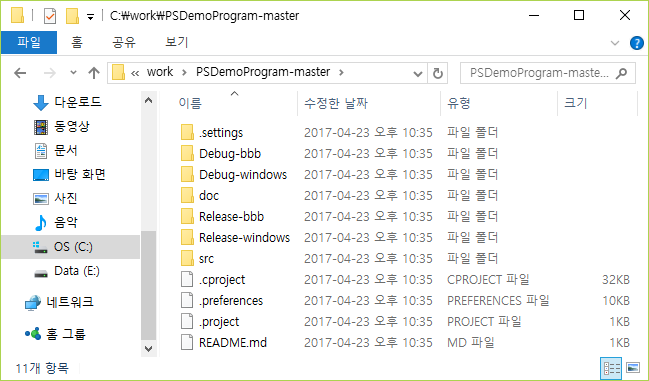 C:\work\PSDemoProgram-master
파일 홈 공유 보기
« work > PSDemoProgram-master > PSDemoProgram-maste...
다운로드
동영상
문서
바탕 화면
사진
음악
OS (C:)
Data (E:)
네트워크
홈 그룹
이름 수정한 날짜 유형 크기
.settings 2017-04-23 오후 10:35 파일 폴더
Debug-bbb 2017-04-23 오후 10:35 파일 폴더
Debug-windows 2017-04-23 오후 10:35 파일 폴더
doc 2017-04-23 오후 10:35 파일 폴더
Release-bbb 2017-04-23 오후 10:35 파일 폴더
Release-windows 2017-04-23 오후 10:35 파일 폴더
src 2017-04-23 오후 10:35 파일 폴더
.cproject 2017-04-23 오후 10:35 CPROJECT 파일 32KB
.preferences 2017-04-23 오후 10:35 PREFERENCES 파일 10KB
.project 2017-04-23 오후 10:35 PROJECT 파일 1KB
README.md 2017-04-23 오후 10:35 MD 파일 1KB
11개 항목